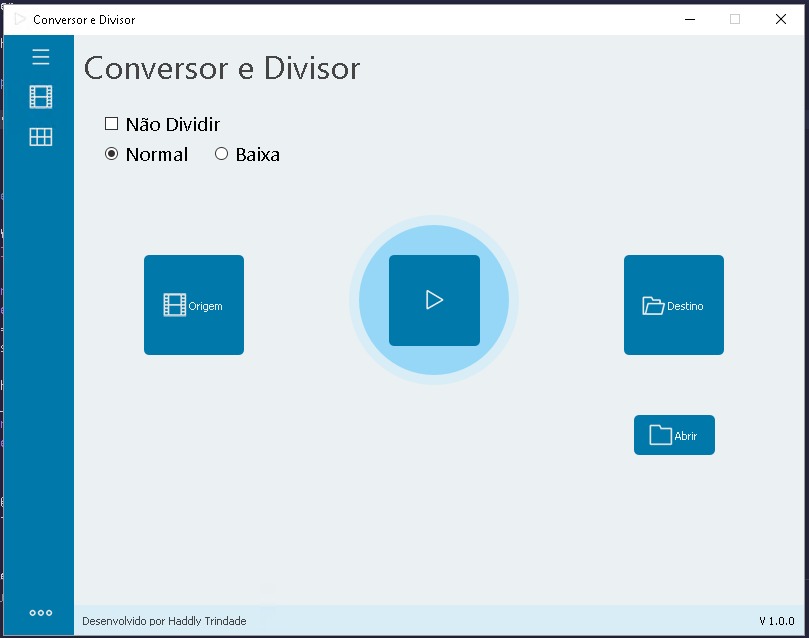 Conversor e Divisor
Conversor e Divisor
Não Dividir
Normal
Baixa
Origem
Destino
Abrir
Desenvolvido por Haddly Trindade
V 1.0.0